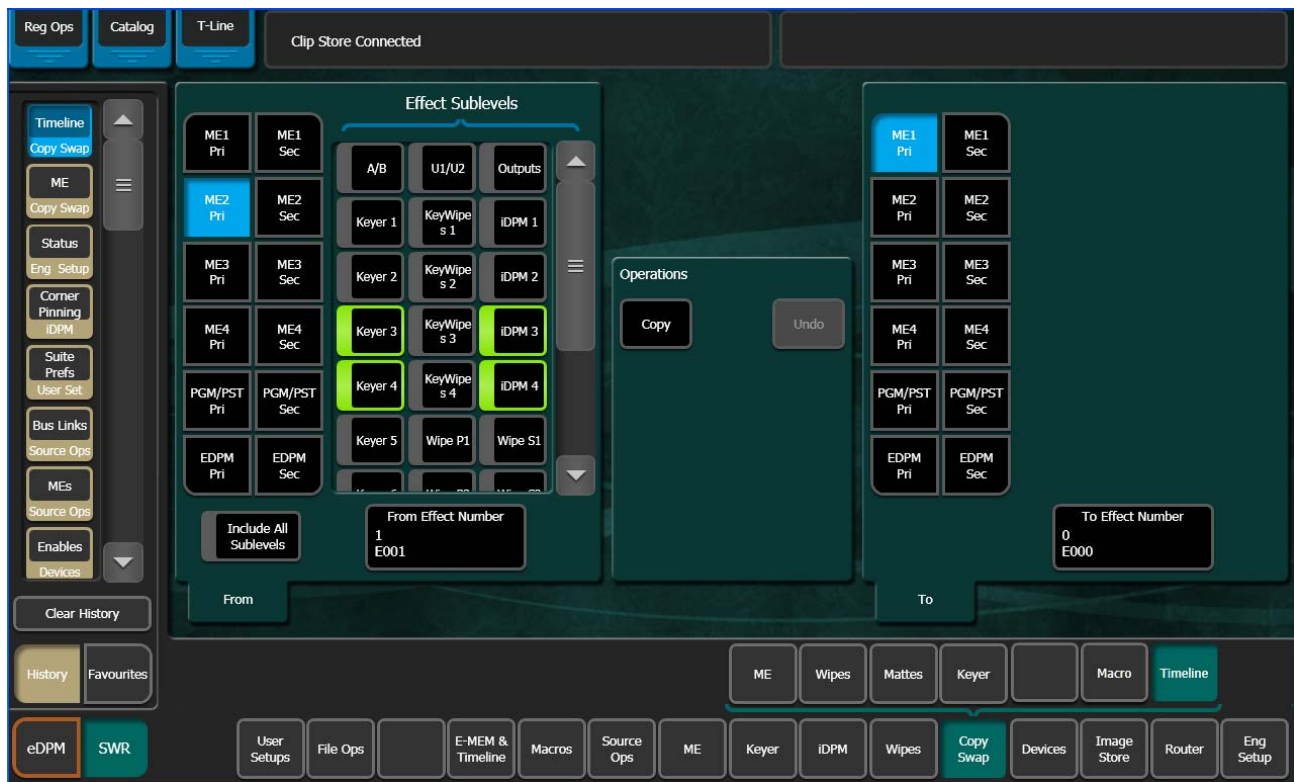 Reg Ops
Catalog
T-Line
Clip Store Connected
Timeline
Copy Swap
ME
Copy Swap
Status
Eng Setup
Corner
Pinning
iDPM
Suite
Prefs
User Set
Bus Links
Source Ops
MEs
Source Ops
Enables
Devices
Clear History
History
Favourites
eDPM
SWR
ME1
Pri
ME1
Sec
ME2
Pri
ME2
Sec
ME3
Pri
ME3
Sec
ME4
Pri
ME4
Sec
PGM/PST
Pri
PGM/PST
Sec
EDPM
Pri
EDPM
Sec
Effect Sublevels
A/B
U1/U2
Outputs
Keyer 1
KeyWipe
s 1
iDPM 1
Keyer 2
KeyWipe
s 2
iDPM 2
Keyer 3
KeyWipe
s 3
iDPM 3
Keyer 4
KeyWipe
s 4
iDPM 4
Keyer 5
Wipe P1
Wipe S1
Include All
Sublevels
From Effect Number
1
E001
From
Operations
Copy
Undo
ME1
Pri
ME1
Sec
ME2
Pri
ME2
Sec
ME3
Pri
ME3
Sec
ME4
Pri
ME4
Sec
PGM/PST
Pri
PGM/PST
Sec
EDPM
Pri
EDPM
Sec
To Effect Number
0
E000
To
ME
Wipes
Mattes
Keyer
Macro
Timeline
User
Setups
File Ops
E-MEM &
Timeline
Macros
Source
Ops
ME
Keyer
iDPM
Wipes
Copy
Swap
Devices
Image
Store
Router
Eng
Setup